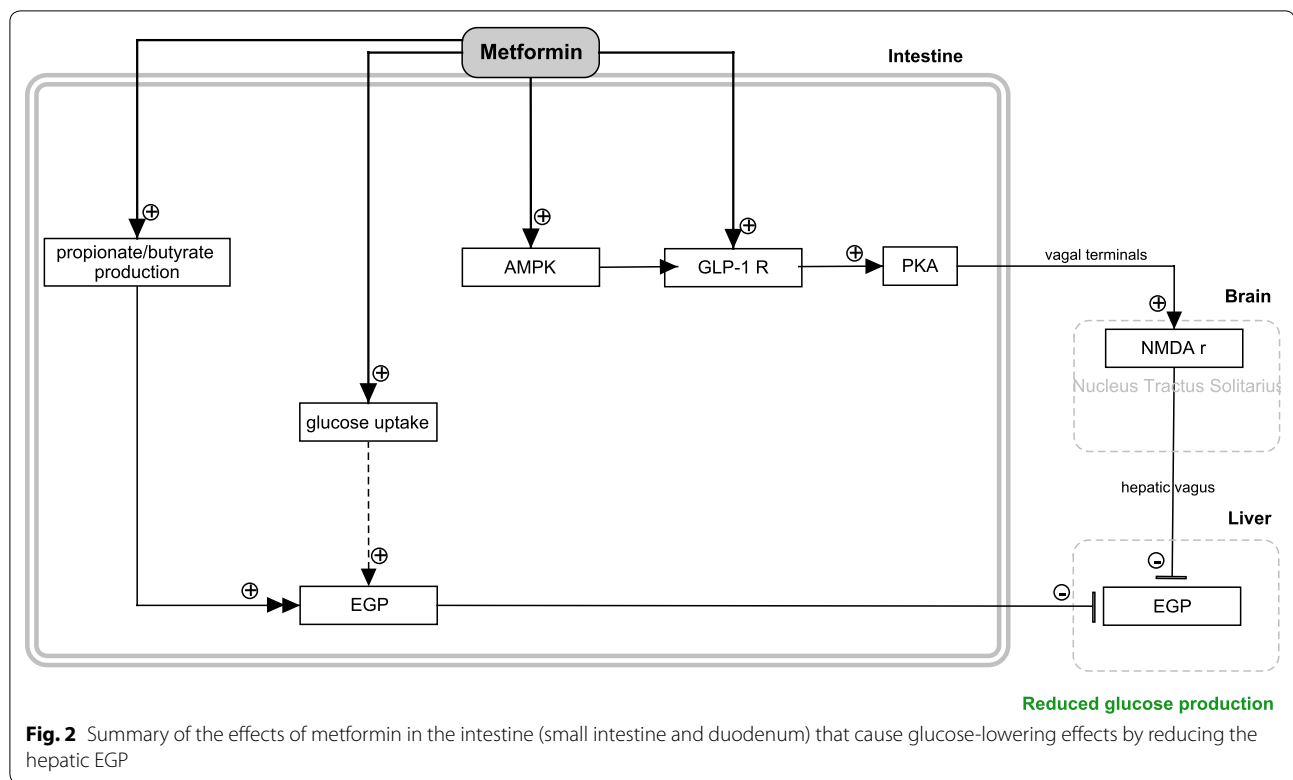 Metformin
Intestine
⊕
⊕
⊕
propionate/butyrate
production
AMPK
GLP-1 R
⊕
PKA
vagal terminals
Brain
⊕
NMDA r
Nucleus Tractus Solitarius
⊕
glucose uptake
hepatic vagus
Liver
⊕
⊖
⊕
⊖
EGP
EGP
Reduced glucose production
Fig. 2 Summary of the effects of metformin in the intestine (small intestine and duodenum) that cause glucose-lowering effects by reducing the
hepatic EGP